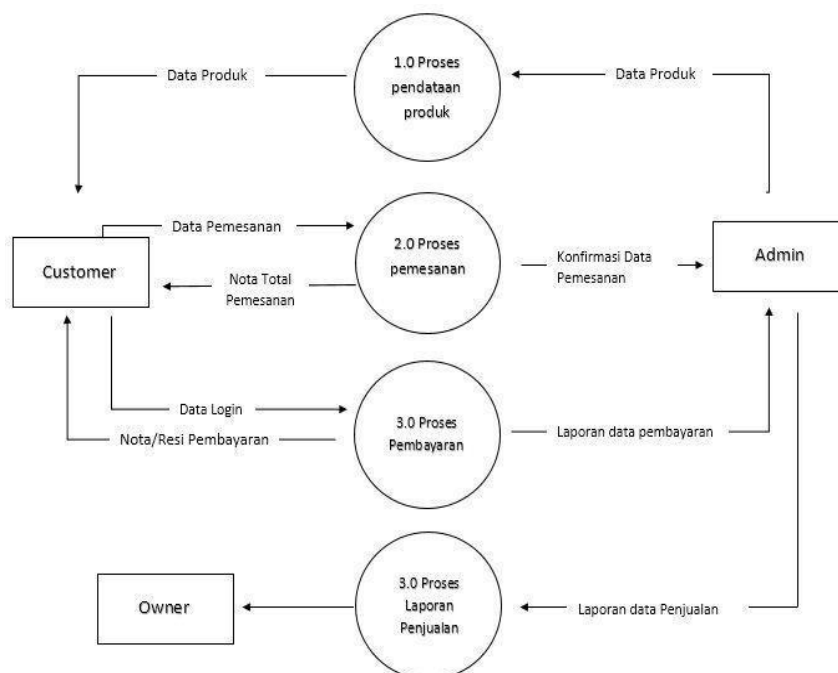 1.0 Proses
pendataan
produk
Data Produk
Data Produk
Data Pemesanan
2.0 Proses
pemesanan
Customer
Nota Total
Pemesanan
Konfirmasi Data
Pemesanan
Admin
Data Login
Nota/Resi Pembayaran
3.0 Proses
Pembayaran
Laporan data pembayaran
Owner
3.0 Proses
Laporan
Penjualan
Laporan data Penjualan